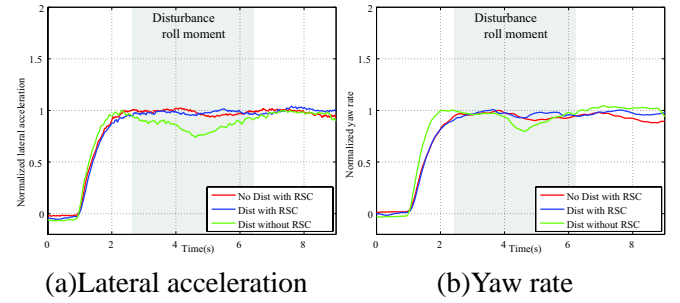 Disturbance
roll moment
2
1.5
1
0.5
0
Normalized lateral acceleration
No Dist with RSC
Dist with RSC
Dist without RSC
0 2 4 6 8
Time(s)
(a)Lateral acceleration
Disturbance
roll moment
2
1.5
1
0.5
0
Nomalized yaw rate
No Dist with RSC
Dist with RSC
Dist without RSC
0 2 4 6 8
Time(s)
(b)Yaw rate